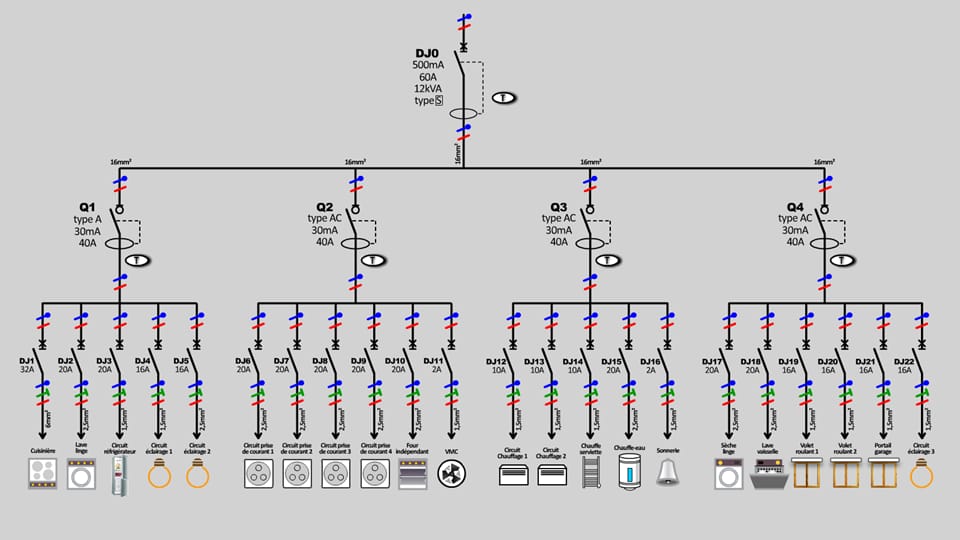 DJ0
500mA
60A
12kVA
type S
16mm²
16mm²
16mm²
16mm²
16mm²
Q1
type A
30mA
40A
Q2
type AC
30mA
40A
Q3
type AC
30mA
40A
Q4
type AC
30mA
40A
DJ1
32A
DJ2
20A
DJ3
20A
DJ4
16A
DJ5
16A
DJ6
20A
DJ7
20A
DJ8
20A
DJ9
20A
DJ10
20A
DJ11
2A
DJ12
10A
DJ13
10A
DJ14
10A
DJ15
20A
DJ16
2A
DJ17
20A
DJ18
20A
DJ19
16A
DJ20
16A
DJ21
16A
DJ22
16A
6mm²
2,5mm²
2,5mm²
1,5mm²
1,5mm²
2,5mm²
2,5mm²
2,5mm²
2,5mm²
2,5mm²
1,5mm²
1,5mm²
1,5mm²
1,5mm²
2,5mm²
1,5mm²
2,5mm²
2,5mm²
1,5mm²
1,5mm²
1,5mm²
1,5mm²
Cuisinière
Lave
linge
Circuit
réfrigérateur
Circuit
éclairage 1
Circuit
éclairage 2
Circuit prise
de courant 1
Circuit prise
de courant 2
Circuit prise
de courant 3
Circuit prise
de courant 4
Four
indépendant
VMC
Circuit
Chauffage 1
Circuit
Chauffage 2
Chauffe
serviette
Chauffe-eau
Sonnerie
Sèche
linge
Lave
vaisselle
Volet
roulant 1
Volet
roulant 2
Portail
garage
Circuit
éclairage 3